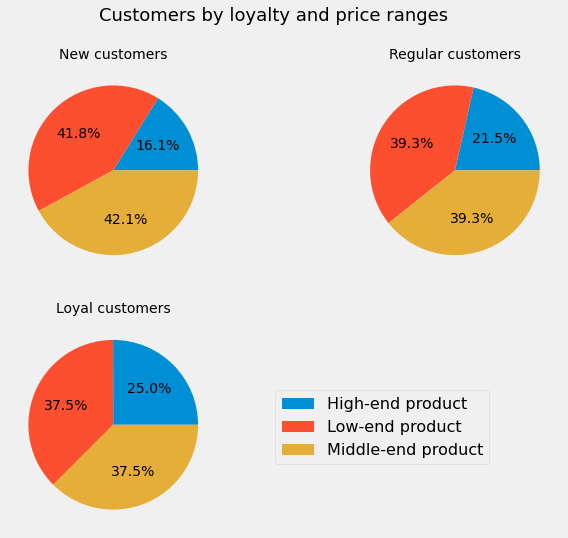 Customers by loyalty and price ranges
New customers
41.8%
16.1%
42.1%
Regular customers
39.3%
21.5%
39.3%
Loyal customers
37.5%
25.0%
37.5%
High-end product
Low-end product
Middle-end product